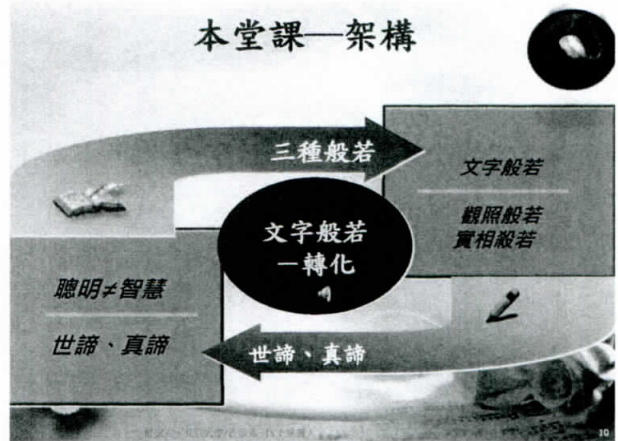 本堂課—架構
三種般若
文字般若
觀照般若
實相殺若
文字般若
—轉化
聰明≠智慧
世諦、真諦
世諦、真諦
10